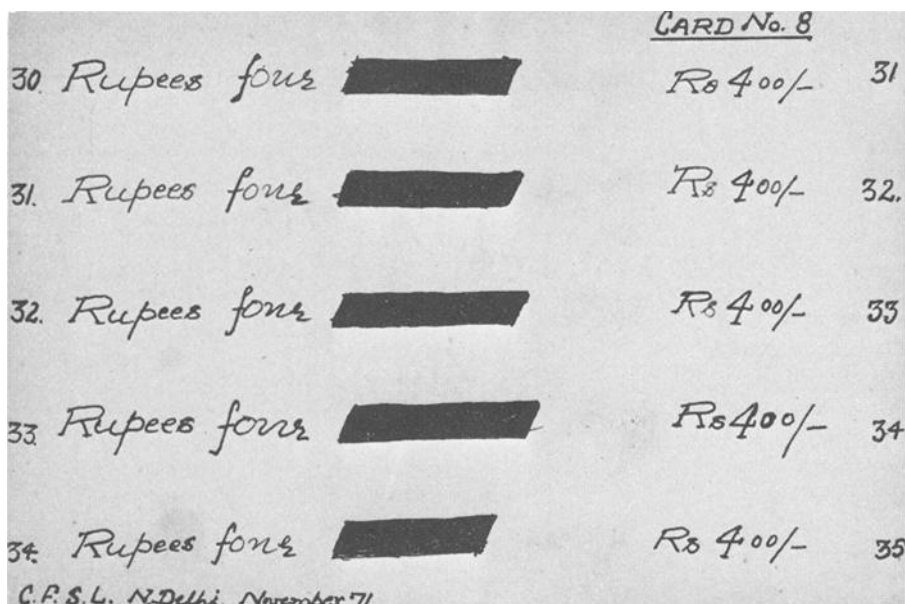 CARD No. 8
30. Rupees four Rs 400/- 31
31. Rupees four Rs 400/- 32.
32. Rupees four Rs 400/- 33
33. Rupees four Rs 400/- 34
34. Rupees four Rs 400/- 35
C.F.S.L. N.Delhi November 71